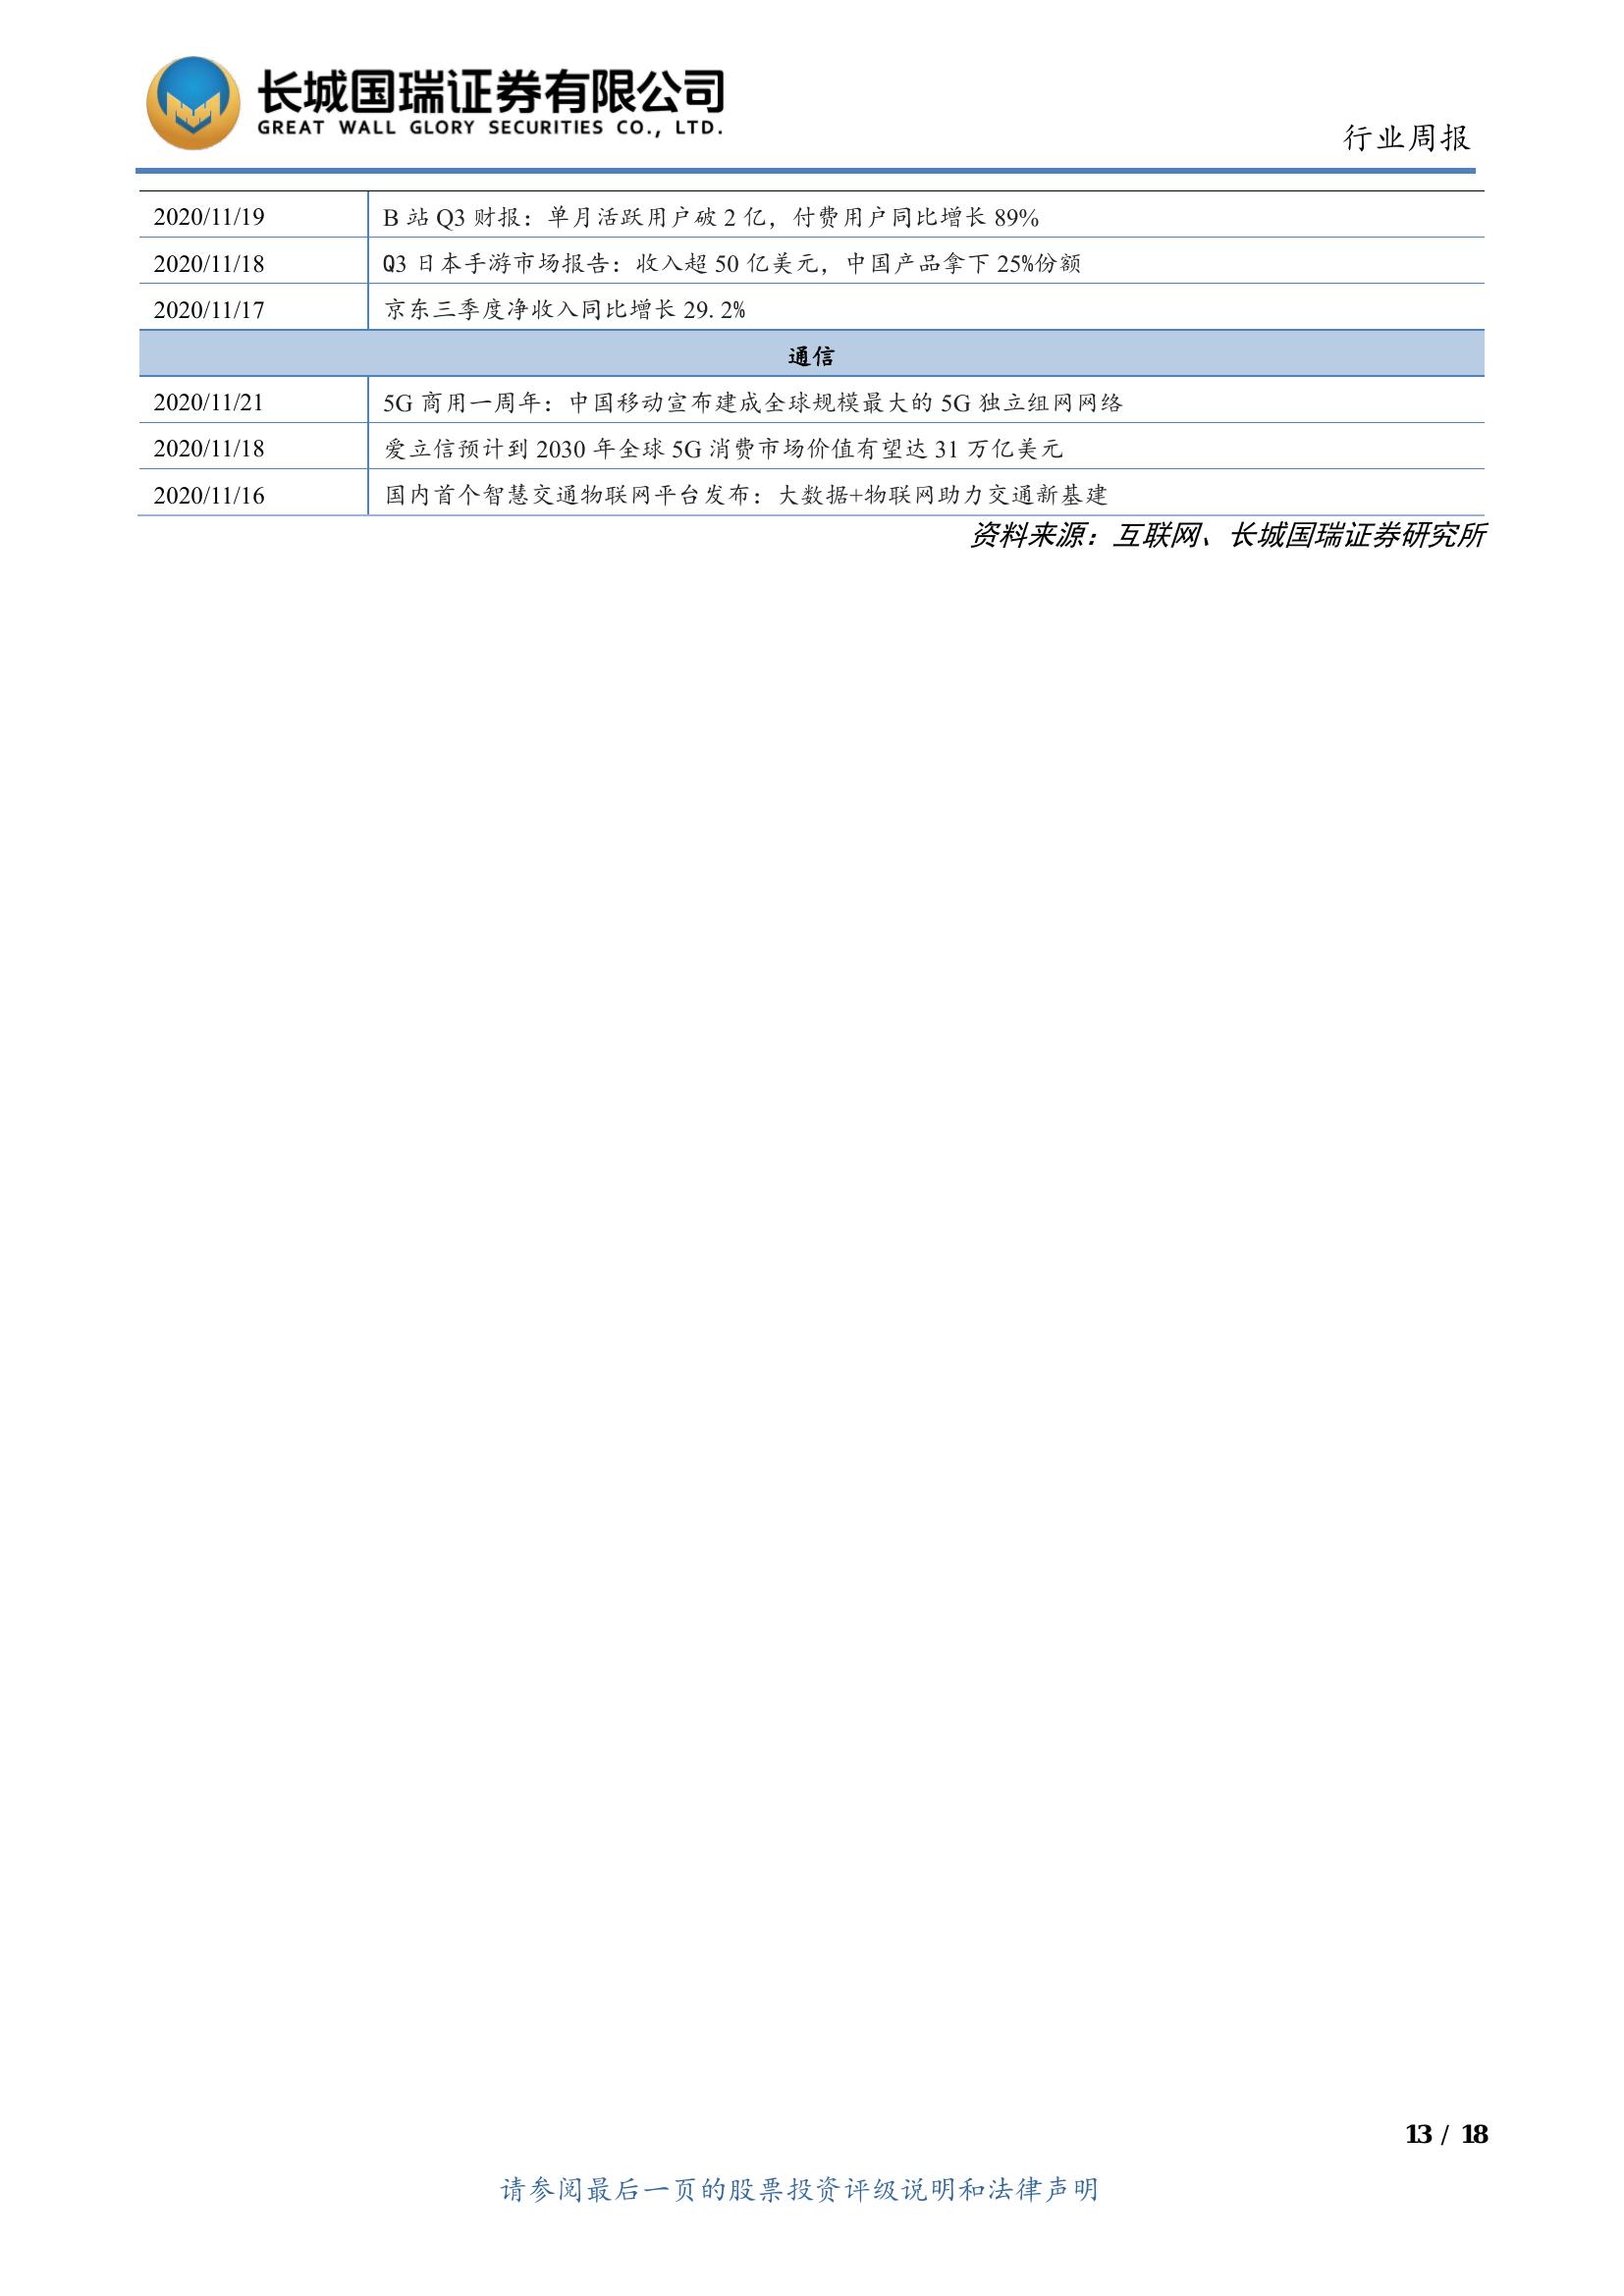 长城国瑞证券有限公司
GREAT WALL GLORY SECURITIES CO., LTD.
行业周报
2020/11/19 B 站 Q3 财报：单月活跃用户破 2 亿，付费用户同比增长 89%
2020/11/18 Q3 日本手游市场报告：收入超 50 亿美元，中国产品拿下 25%份额
2020/11/17 京东三季度净收入同比增长 29.2%
通信
2020/11/21 5G 商用一周年：中国移动宣布建成全球规模最大的 5G 独立组网网络
2020/11/18 爱立信预计到 2030 年全球 5G 消费市场价值有望达 31 万亿美元
2020/11/16 国内首个智慧交通物联网平台发布：大数据+物联网助力交通新基建
资料来源：互联网、长城国瑞证券研究所
13 / 18
请参阅最后一页的股票投资评级说明和法律声明